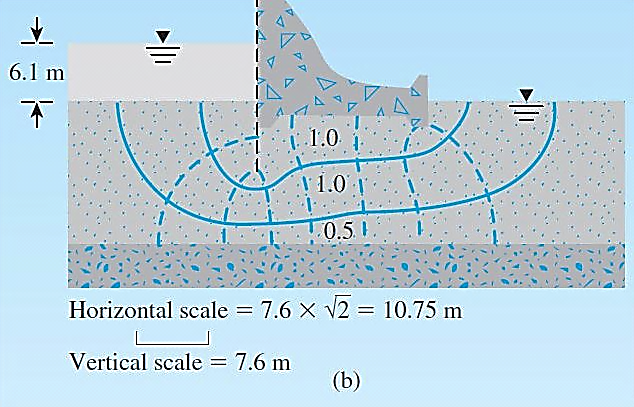 6.1 m
1.0
1.0
0.5
Horizontal scale = 7.6 × √2 = 10.75 m
Vertical scale = 7.6 m
(b)